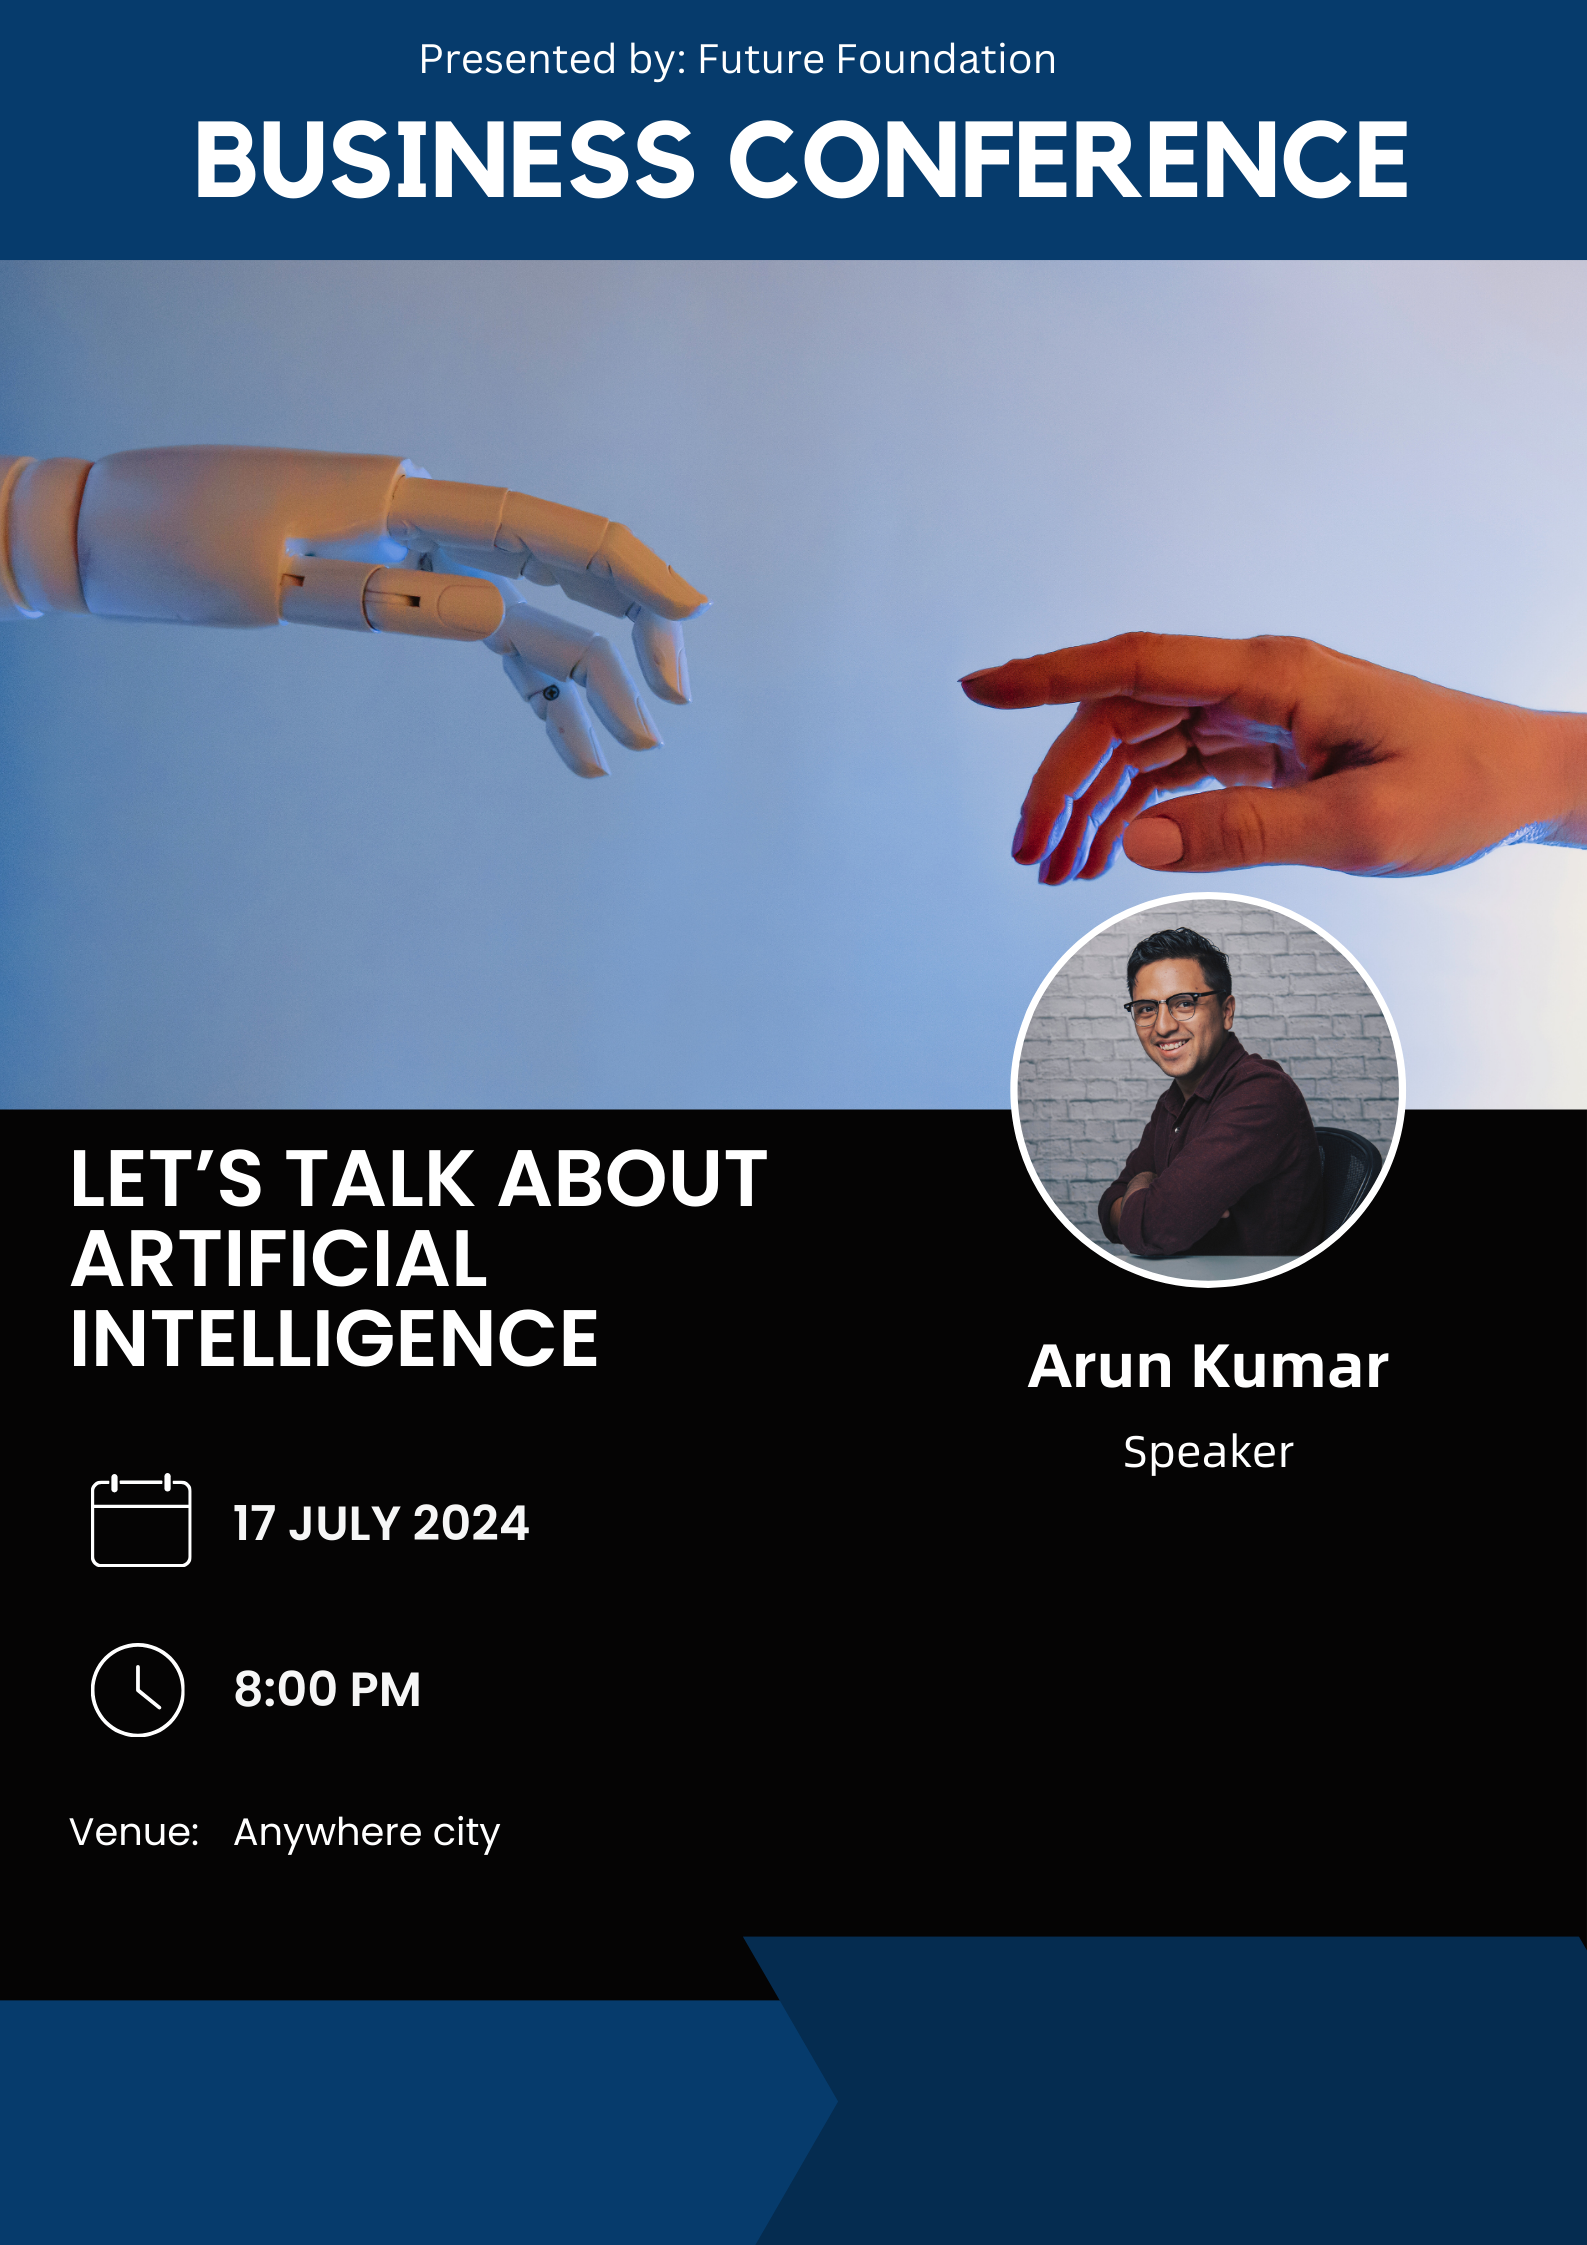 Presented by: Future Foundation
BUSINESS CONFERENCE
LET’S TALK ABOUT
ARTIFICIAL
INTELLIGENCE
Arun Kumar
Speaker
17 JULY 2024
8:00 PM
Venue: Anywhere city